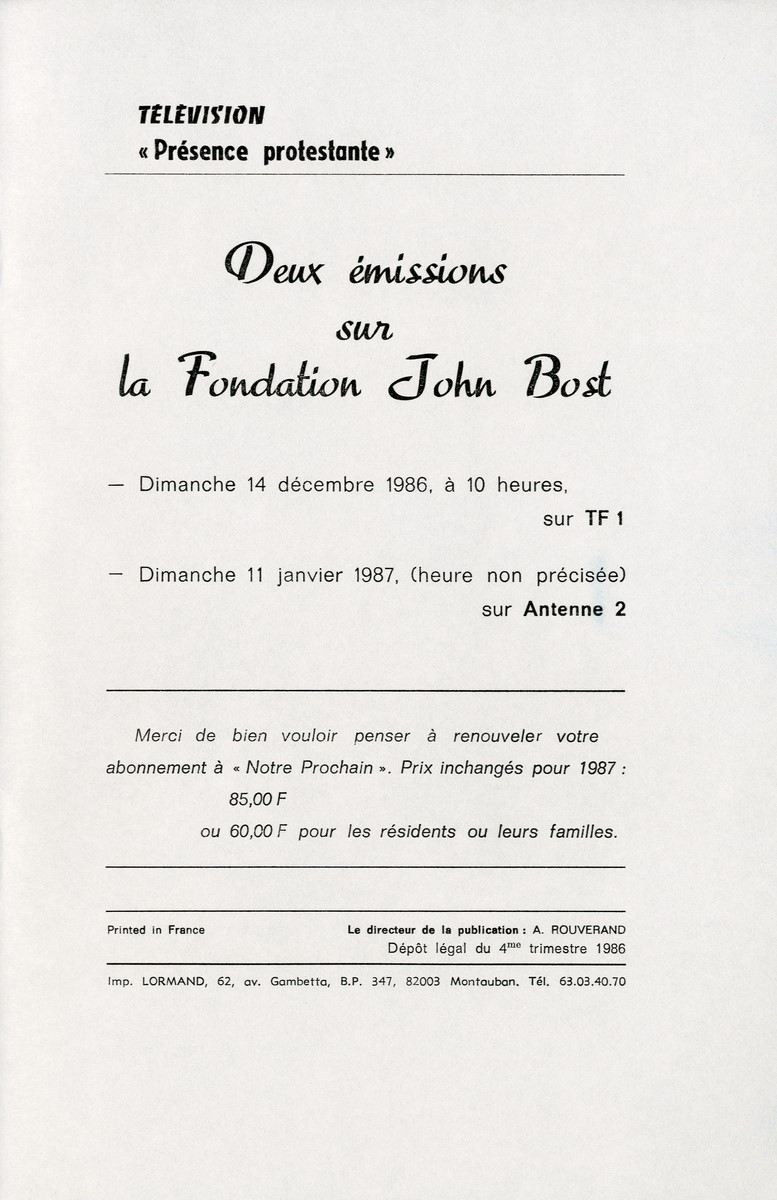 TÉLÉVISION
« Présence protestante »
Deux émissions
sur
la Fondation John Bost
— Dimanche 14 décembre 1986, à 10 heures,
sur TF 1
— Dimanche 11 janvier 1987, (heure non précisée)
sur Antenne 2
Merci de bien vouloir penser à renouveler votre
abonnement à « Notre Prochain ». Prix inchangés pour 1987 :
85,00 F
ou 60,00 F pour les résidents ou leurs familles.
Printed in France
Le directeur de la publication : A. ROUVERAND
Dépôt légal du 4me trimestre 1986
Imp. LORMAND, 62, av. Gambetta, B.P. 347, 82003 Montauban. Tél. 63.03.40.70